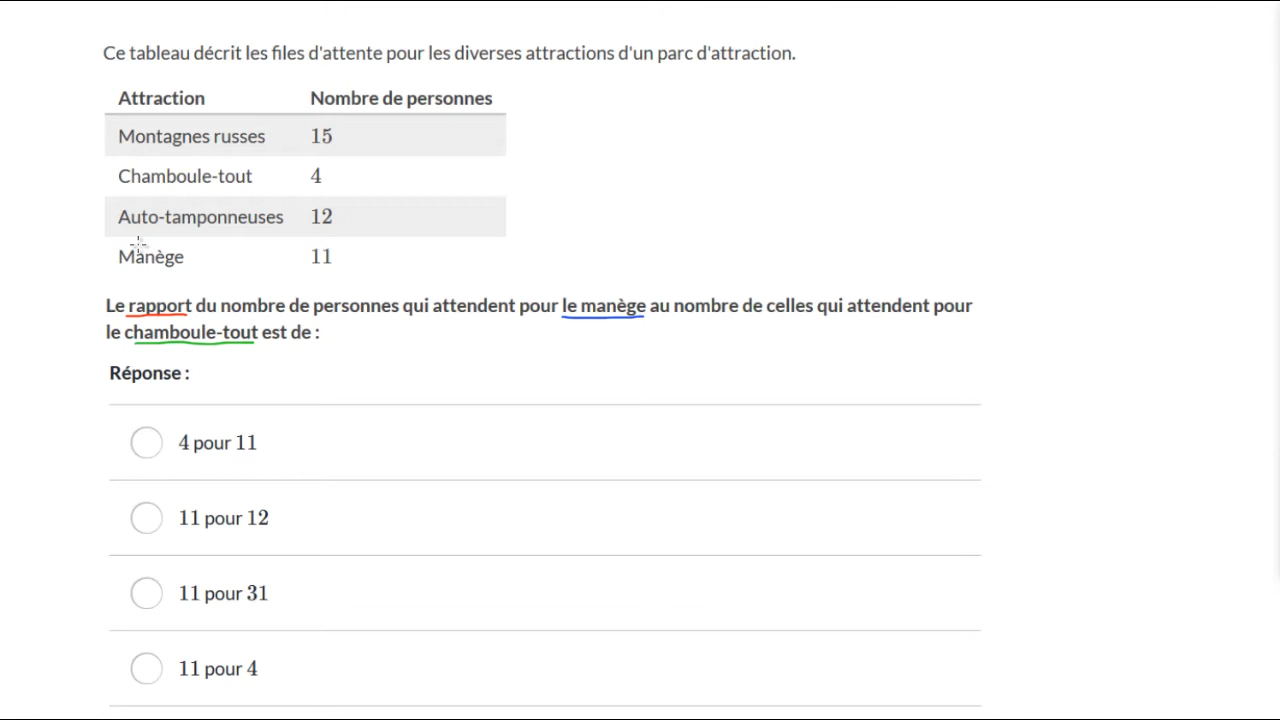 Ce tableau décrit les files d'attente pour les diverses attractions d'un parc d'attraction.
Attraction Nombre de personnes
Montagnes russes 15
Chamboule-tout 4
Auto-tamponneuses 12
Manège 11
Le rapport du nombre de personnes qui attendent pour le manège au nombre de celles qui attendent pour
le chamboule-tout est de :
Réponse :
4 pour 11
11 pour 12
11 pour 31
11 pour 4